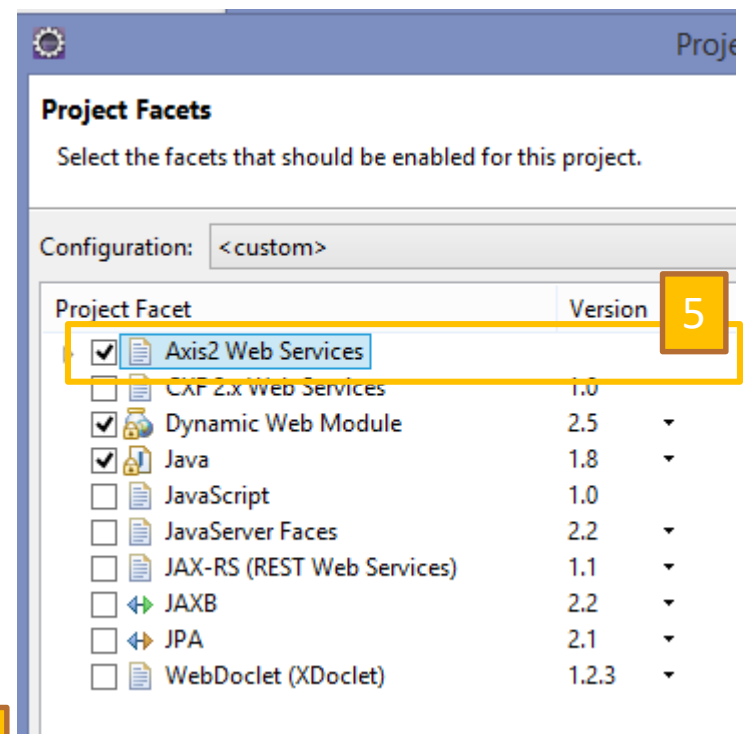 Proje
Project Facets
Select the facets that should be enabled for this project.
Configuration: <custom>
Project Facet Version
5
Axis2 Web Services
CXF 2.x Web Services 1.0
Dynamic Web Module 2.5
Java 1.8
JavaScript 1.0
JavaServer Faces 2.2
JAX-RS (REST Web Services) 1.1
JAXB 2.2
JPA 2.1
WebDoclet (XDoclet) 1.2.3